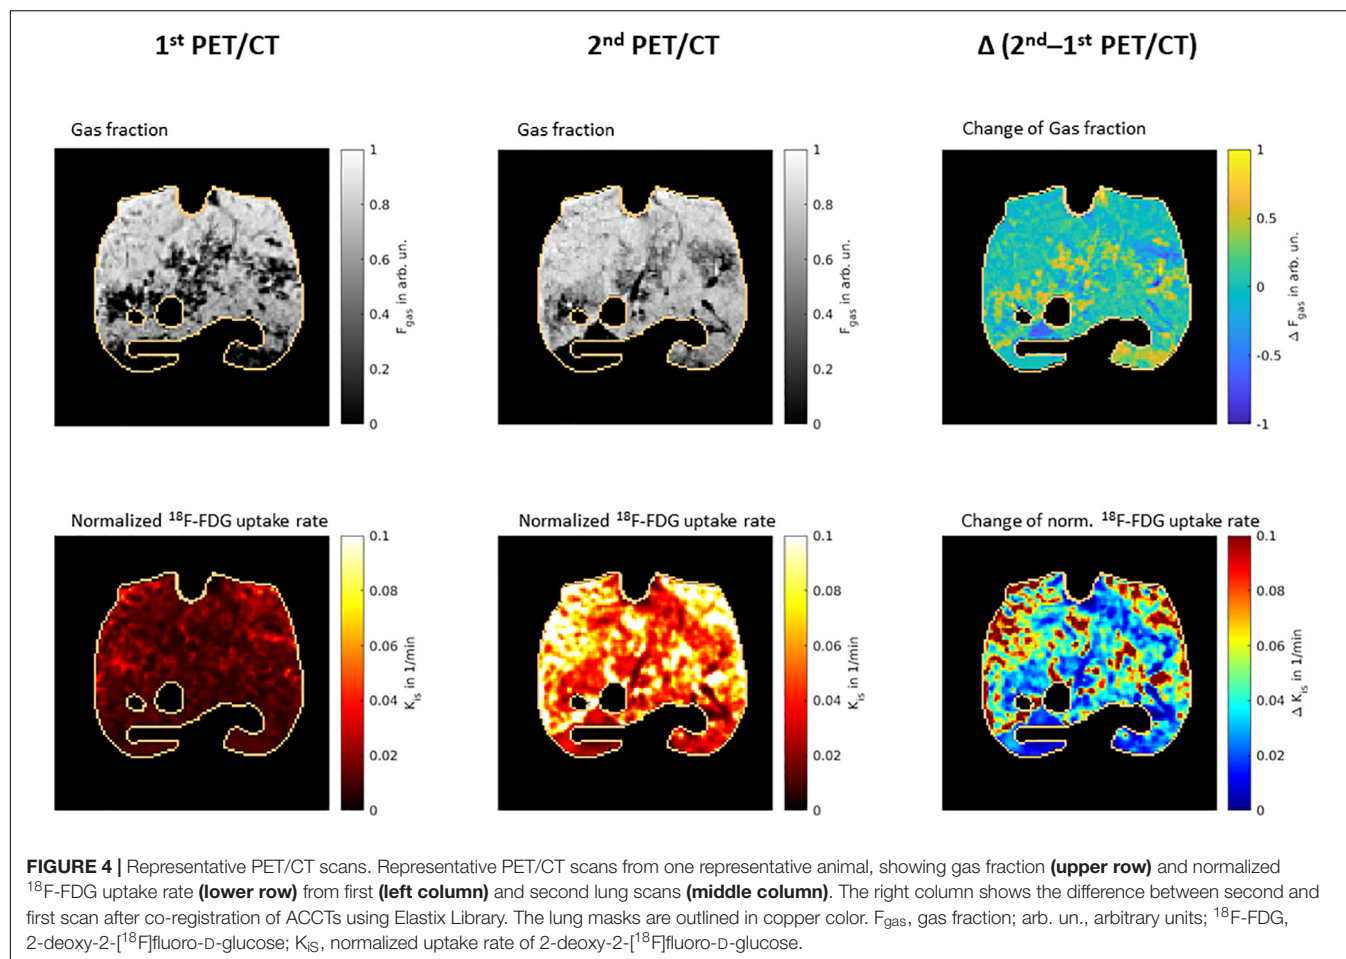 1st PET/CT
2nd PET/CT
Δ (2nd–1st PET/CT)
Gas fraction
1
0.8
0.6
0.4
0.2
0
Fgas in arb. un.
Gas fraction
1
0.8
0.6
0.4
0.2
0
Fgas in arb. un.
Change of Gas fraction
1
0.5
0
-0.5
-1
Δ Fgas in arb. un.
Normalized 18F-FDG uptake rate
0.1
0.08
0.06
0.04
0.02
0
Kis in 1/min
Normalized 18F-FDG uptake rate
0.1
0.08
0.06
0.04
0.02
0
Kis in 1/min
Change of norm. 18F-FDG uptake rate
0.1
0.08
0.06
0.04
0.02
0
Δ Kis in 1/min
FIGURE 4 | Representative PET/CT scans. Representative PET/CT scans from one representative animal, showing gas fraction (upper row) and normalized
18F-FDG uptake rate (lower row) from first (left column) and second lung scans (middle column). The right column shows the difference between second and
first scan after co-registration of ACCTs using Elastix Library. The lung masks are outlined in copper color. Fgas, gas fraction; arb. un., arbitrary units; 18F-FDG,
2-deoxy-2-[18F]fluoro-D-glucose; KiS, normalized uptake rate of 2-deoxy-2-[18F]fluoro-D-glucose.